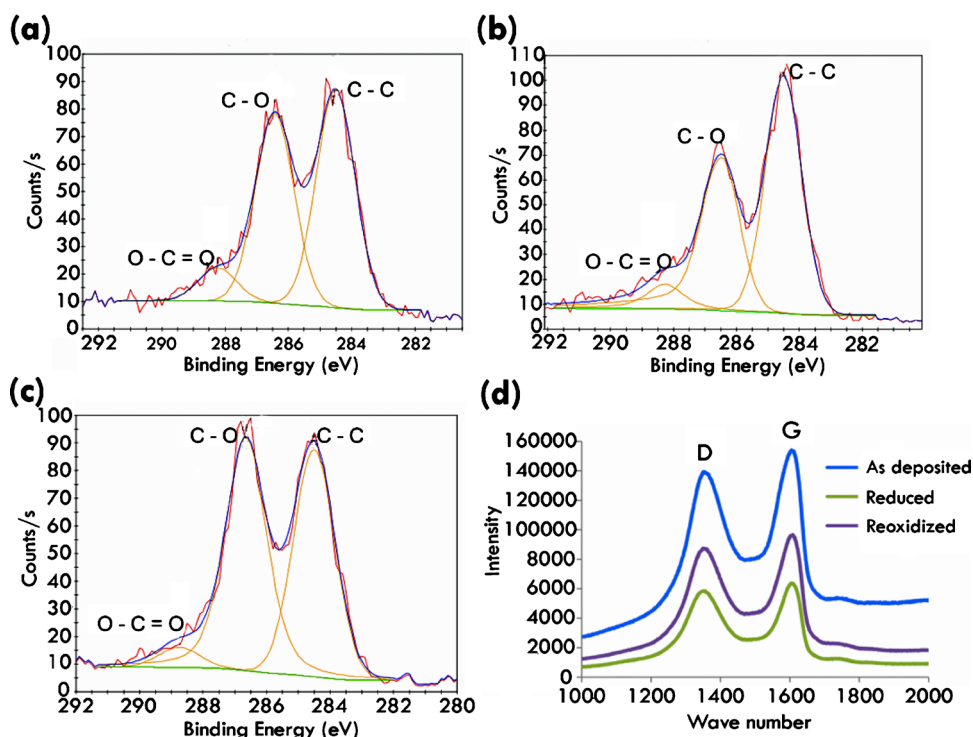 (a)
100
90
80
70
60
50
40
30
20
10
0
Counts/s
C - O
C - C
O - C = O
292 290 288 286 284 282
Binding Energy (eV)
(b)
110
100
90
80
70
60
50
40
30
20
10
0
Counts/s
C - C
C - O
O - C = O
292 290 288 286 284 282
Binding Energy (eV)
(c)
100
90
80
70
60
50
40
30
20
10
0
Counts/s
C - O
C - C
O - C = O
292 290 288 286 284 282 280
Binding Energy (eV)
(d)
D
G
160000
140000
120000
100000
80000
60000
4000
2000
0
Intensity
As deposited
Reduced
Reoxidized
1000 1200 1400 1600 1800 2000
Wave number